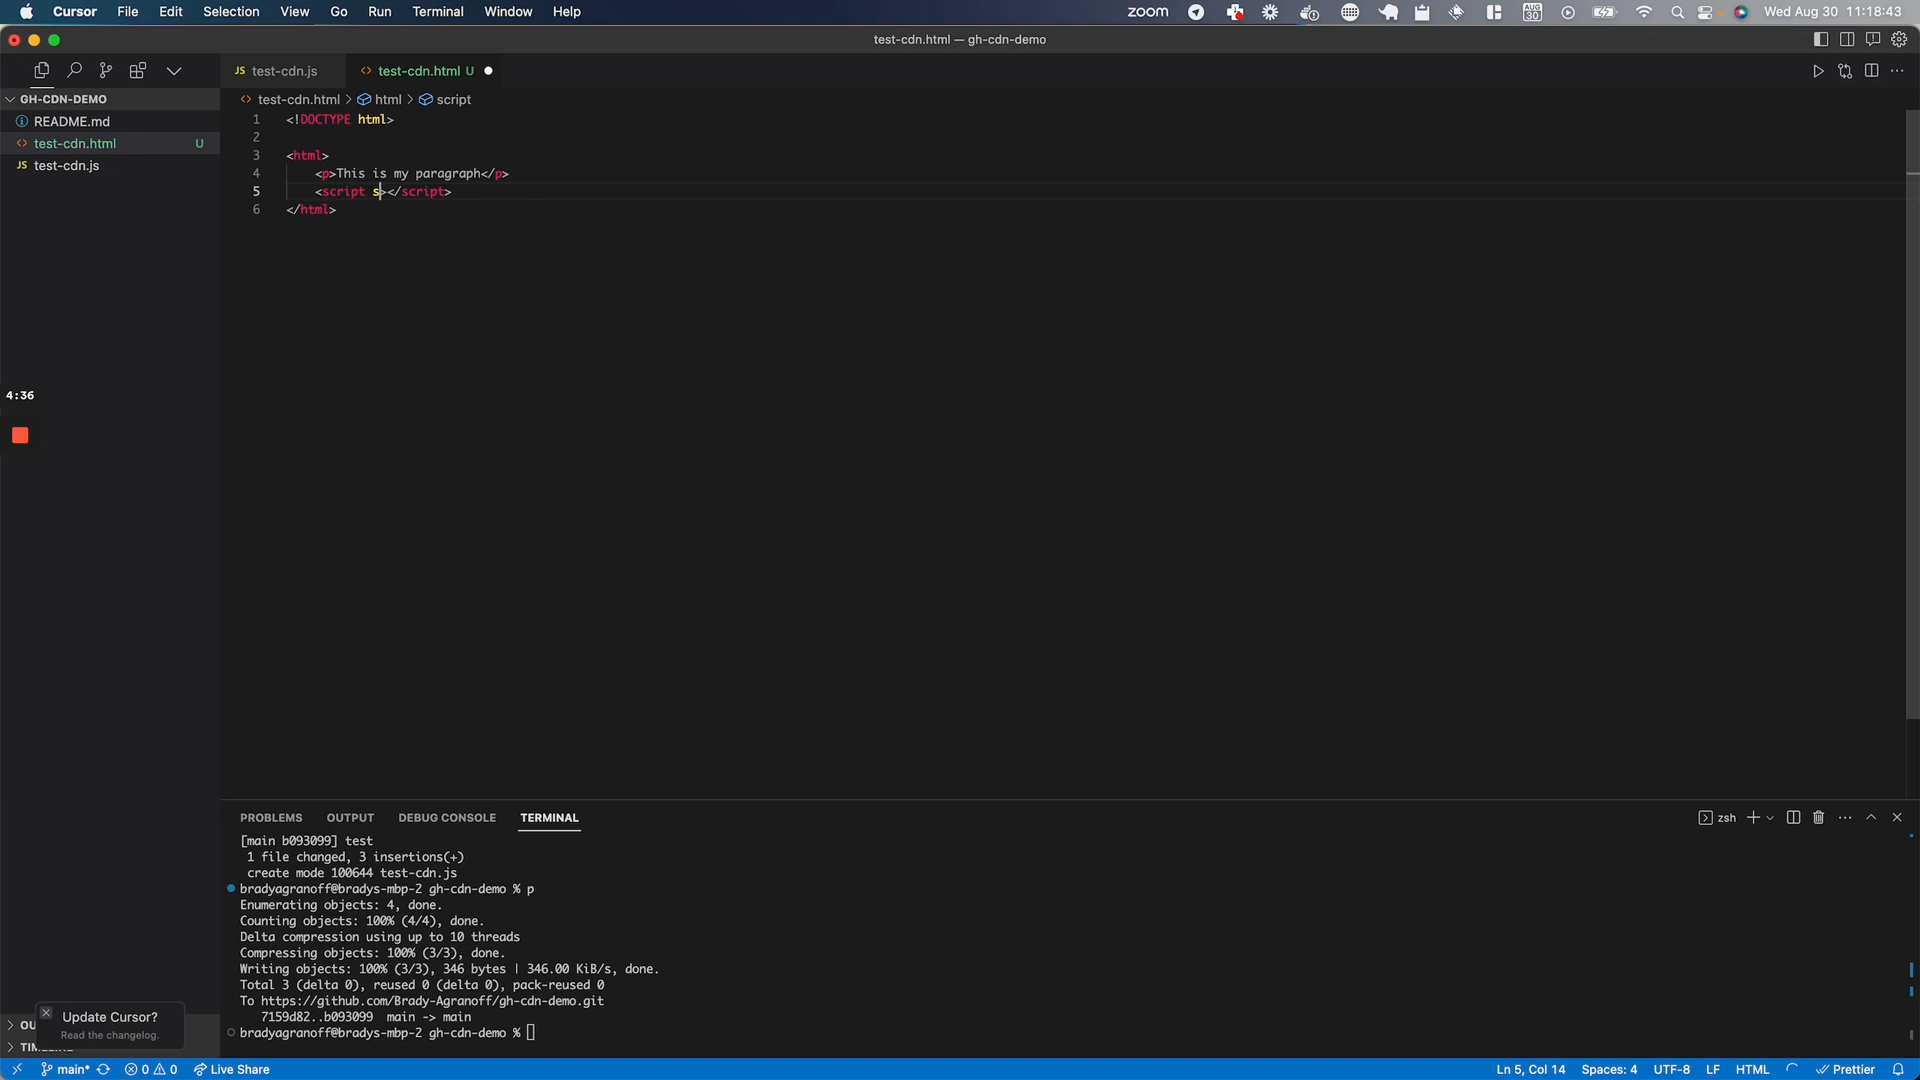 Cursor File Edit Selection View Go Run Terminal Window Help zoom AUG 30 Wed Aug 30 11:18:43
test-cdn.html — gh-cdn-demo
JS test-cdn.js
test-cdn.html U
GH-CDN-DEMO
README.md
test-cdn.html U
JS test-cdn.js
test-cdn.html > html > script
1 <!DOCTYPE html>
2
3 <html>
4 <p>This is my paragraph</p>
5 <script s></script>
6 </html>
4:36
PROBLEMS OUTPUT DEBUG CONSOLE TERMINAL
zsh
[main b093099] test
1 file changed, 3 insertions(+)
create mode 100644 test-cdn.js
bradyagranoff@bradys-mbp-2 gh-cdn-demo % p
Enumerating objects: 4, done.
Counting objects: 100% (4/4), done.
Delta compression using up to 10 threads
Compressing objects: 100% (3/3), done.
Writing objects: 100% (3/3), 346 bytes | 346.00 KiB/s, done.
Total 3 (delta 0), reused 0 (delta 0), pack-reused 0
To https://github.com/Brady-Agranoff/gh-cdn-demo.git
7159d82..b093099 main -> main
bradyagranoff@bradys-mbp-2 gh-cdn-demo %
OU
Update Cursor?
Read the changelog.
TIMELINE
main* 0 0 Live Share
Ln 5, Col 14 Spaces: 4 UTF-8 LF HTML Prettier